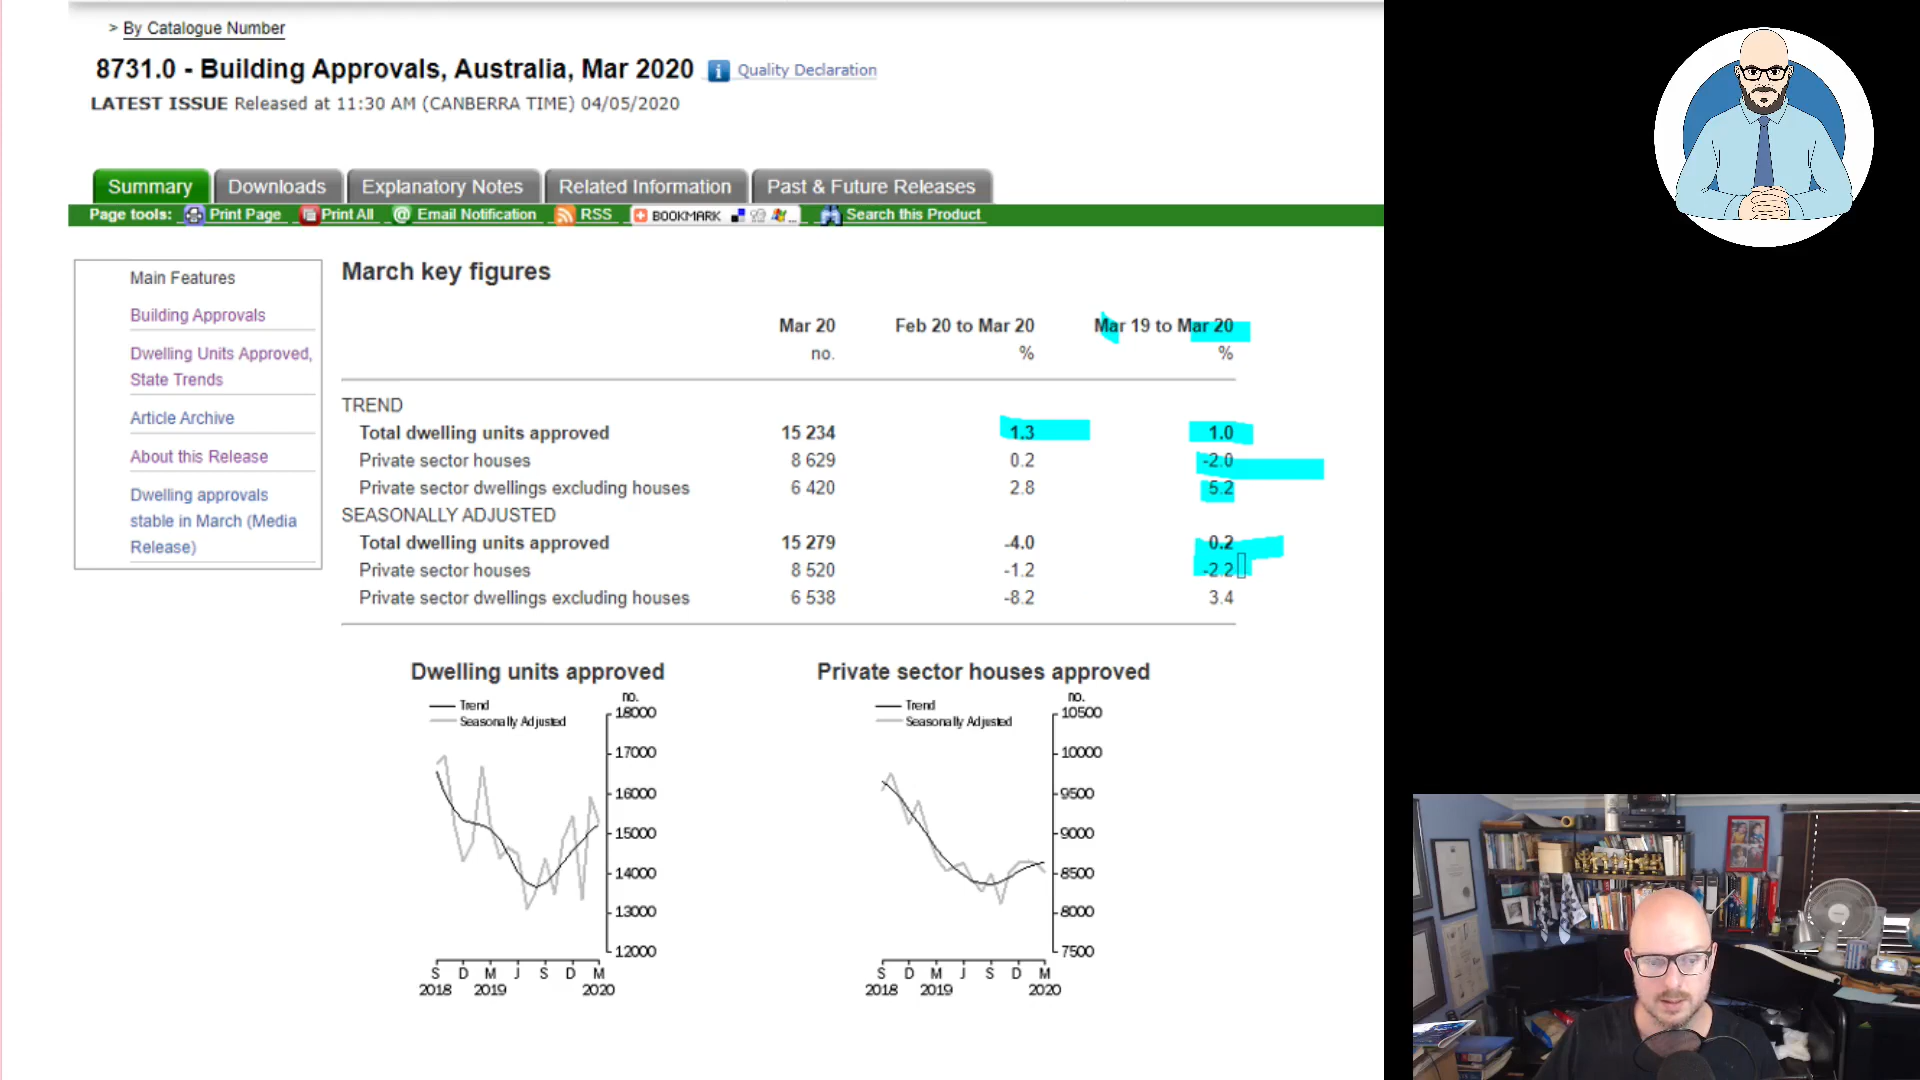 > By Catalogue Number
8731.0 - Building Approvals, Australia, Mar 2020 i Quality Declaration
LATEST ISSUE Released at 11:30 AM (CANBERRA TIME) 04/05/2020
Summary Downloads Explanatory Notes Related Information Past & Future Releases
Page tools: Print Page Print All Email Notification RSS BOOKMARK ... Search this Product
Main Features
Building Approvals
Dwelling Units Approved,
State Trends
Article Archive
About this Release
Dwelling approvals
stable in March (Media
Release)
March key figures
Mar 20 Feb 20 to Mar 20 Mar 19 to Mar 20
no. % %
TREND
Total dwelling units approved 15 234 1.3 1.0
Private sector houses 8 629 0.2 -2.0
Private sector dwellings excluding houses 6 420 2.8 5.2
SEASONALLY ADJUSTED
Total dwelling units approved 15 279 -4.0 0.2
Private sector houses 8 520 -1.2 -2.2
Private sector dwellings excluding houses 6 538 -8.2 3.4
Dwelling units approved
no.
Trend
Seasonally Adjusted
18000
17000
16000
15000
14000
13000
12000
S D M J S D M
2018 2019 2020
Private sector houses approved
no.
Trend
Seasonally Adjusted
10500
10000
9500
9000
8500
8000
7500
S D M J S D M
2018 2019 2020